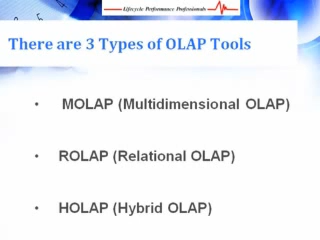 Lifecycle Performance Professionals
There are 3 Types of OLAP Tools
• MOLAP (Multidimensional OLAP)
• ROLAP (Relational OLAP)
• HOLAP (Hybrid OLAP)